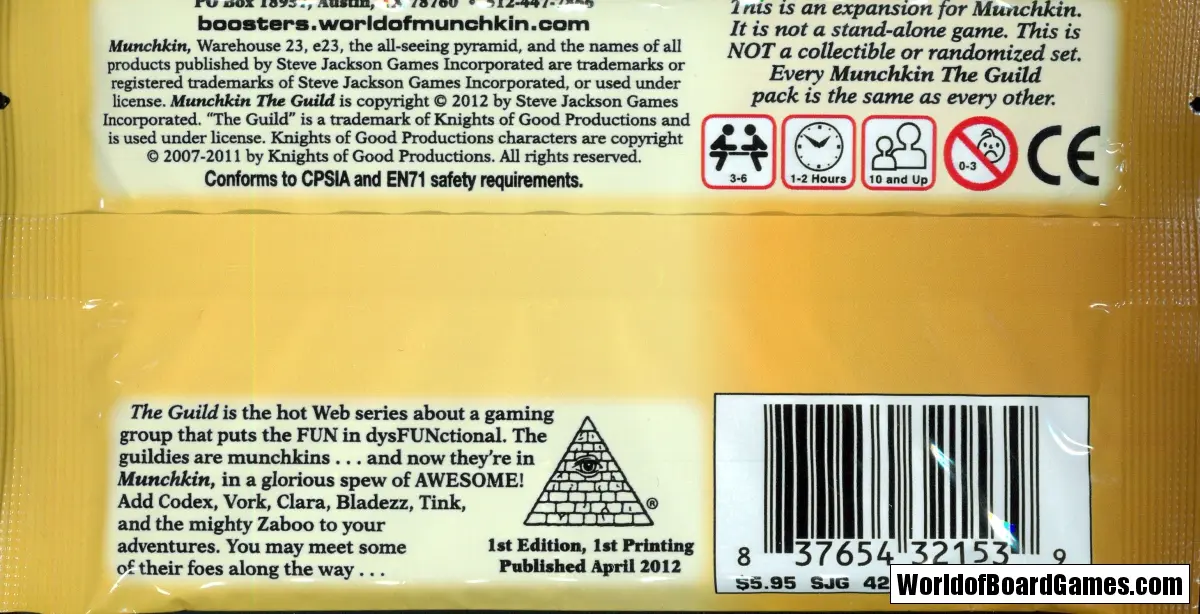 PO Box 18957, Austin, TX 78760 • 512-447-7866
boosters.worldofmunchkin.com
Munchkin, Warehouse 23, e23, the all-seeing pyramid, and the names of all
products published by Steve Jackson Games Incorporated are trademarks or
registered trademarks of Steve Jackson Games Incorporated, or used under
license. Munchkin The Guild is copyright © 2012 by Steve Jackson Games
Incorporated. “The Guild” is a trademark of Knights of Good Productions and
is used under license. Knights of Good Productions characters are copyright
© 2007-2011 by Knights of Good Productions. All rights reserved.
Conforms to CPSIA and EN71 safety requirements.
This is an expansion for Munchkin.
It is not a stand-alone game. This is
NOT a collectible or randomized set.
Every Munchkin The Guild
pack is the same as every other.
3-6
1-2 Hours
10 and Up
0-3
CE
The Guild is the hot Web series about a gaming
group that puts the FUN in dysFUNctional. The
guildies are munchkins . . . and now they’re in
Munchkin, in a glorious spew of AWESOME!
Add Codex, Vork, Clara, Bladezz, Tink,
and the mighty Zaboo to your
adventures. You may meet some
of their foes along the way . . .
®
1st Edition, 1st Printing
Published April 2012
8 37654 32153 9
$5.95 SJG 42
WorldofBoardGames.com